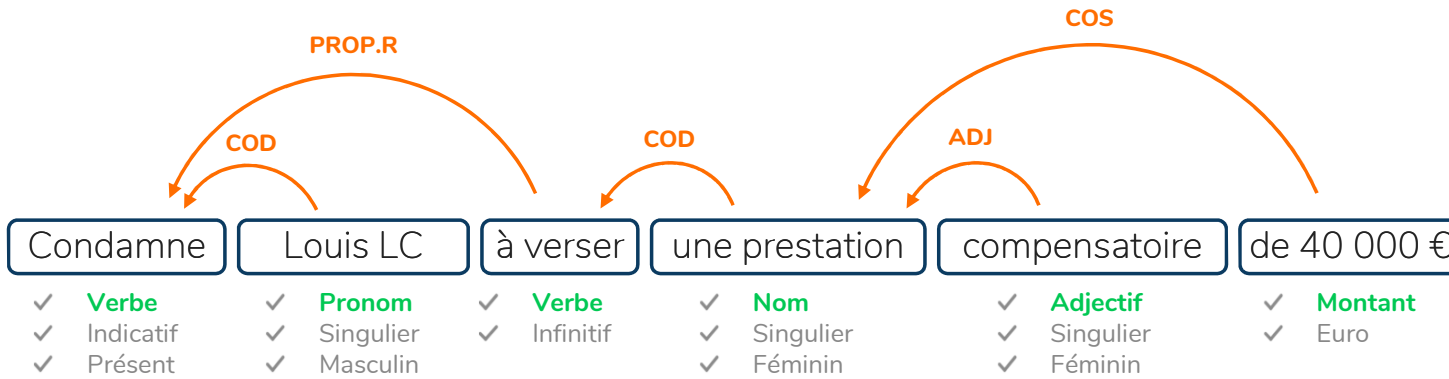 COS
PROP.R
COD COD ADJ
Condamne Louis LC à verser une prestation compensatoire de 40 000 €
Verbe Pronom Verbe Nom Adjectif Montant
Indicatif Singulier Infinitif Singulier Singulier Euro
Présent Masculin Féminin Féminin